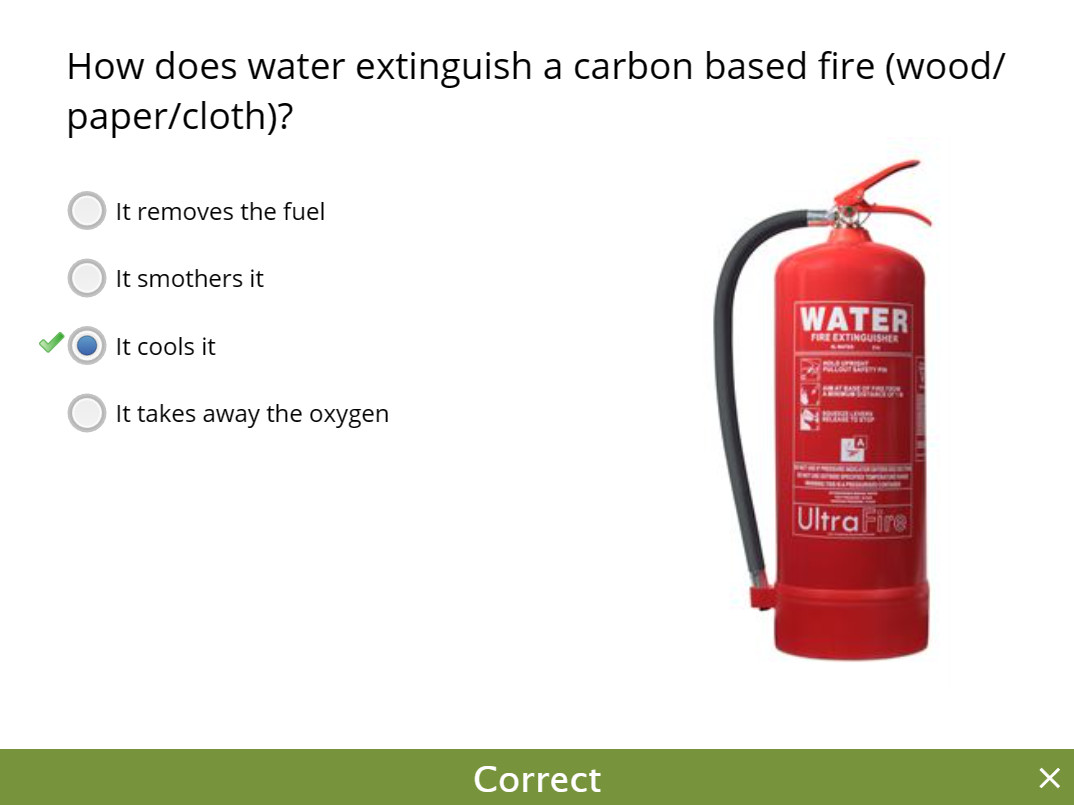 How does water extinguish a carbon based fire (wood/
paper/cloth)?
It removes the fuel
It smothers it
It cools it
It takes away the oxygen
WATER
FIRE EXTINGUISHER
HOLD UPRIGHT
PULL OUT SAFETY PIN
AIM AT BASE OF FIRE FROM
A MINIMUM DISTANCE OF 1M
SQUEEZE LEVERS
RELEASE TO STOP
A
UltraFire
Correct